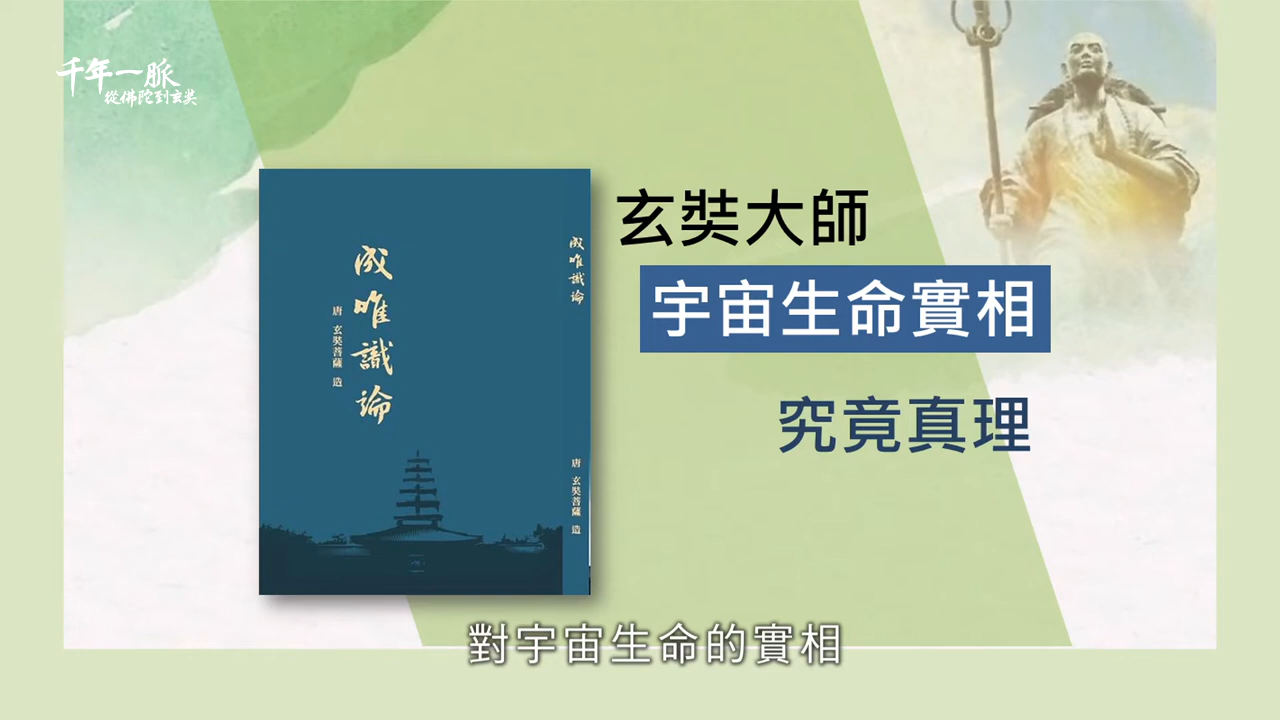 千年一脈
從佛陀到玄奘
成唯識論
唐 玄奘菩薩 造
成唯識論
唐 玄奘菩薩 造
玄奘大師
宇宙生命實相
究竟真理
對宇宙生命的實相